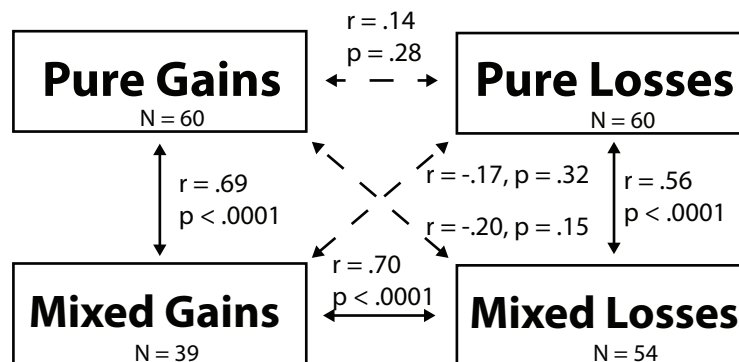 r = .14
p = .28
Pure Gains
N = 60
Pure Losses
N = 60
r = .69
p < .0001
r = -.17, p = .32
r = -.20, p = .15
r = .56
p < .0001
r = .70
p < .0001
Mixed Gains
N = 39
Mixed Losses
N = 54